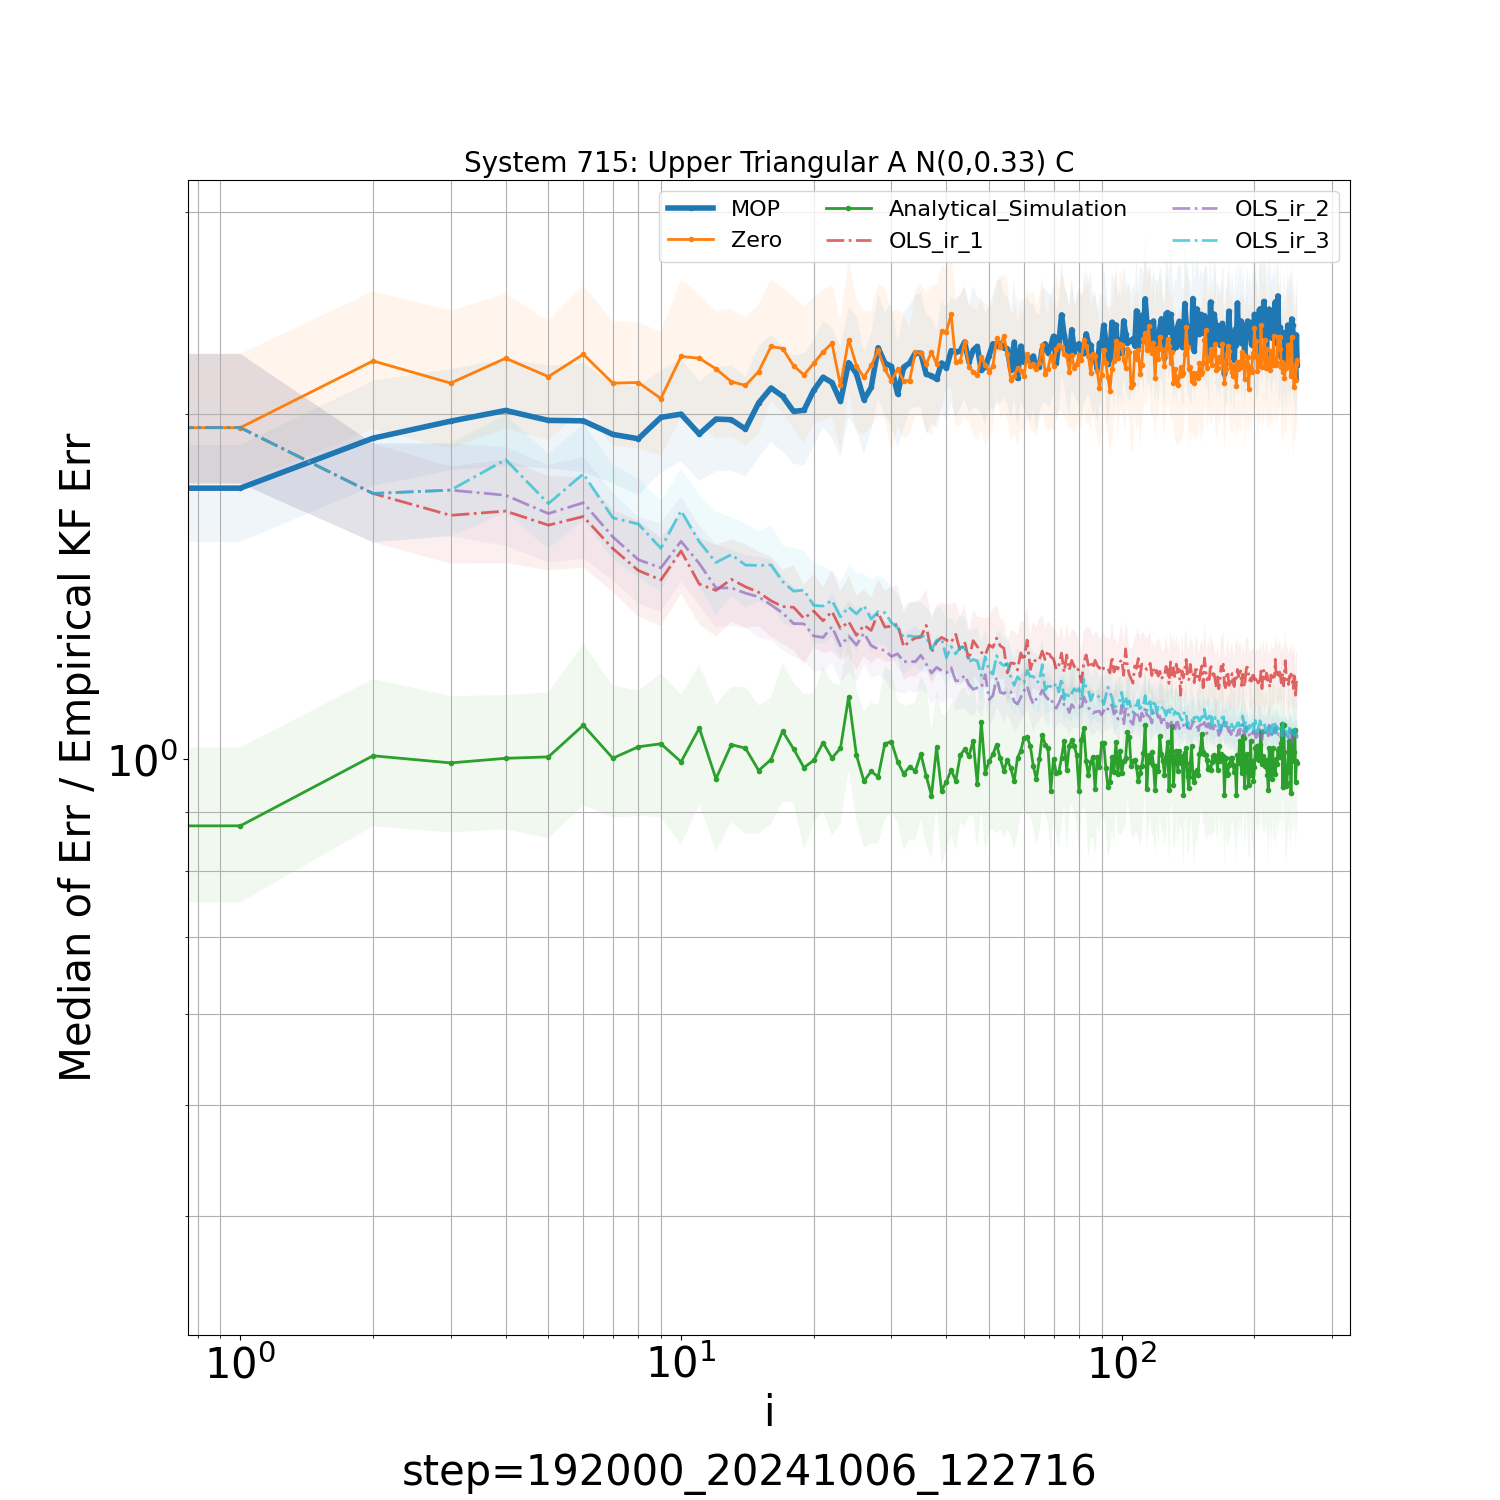 System 715: Upper Triangular A N(0,0.33) C
MOP
Zero
Analytical_Simulation
OLS_ir_1
OLS_ir_2
OLS_ir_3
Median of Err / Empirical KF Err
10⁰
10⁰ 10¹ 10²
i
step=192000_20241006_122716